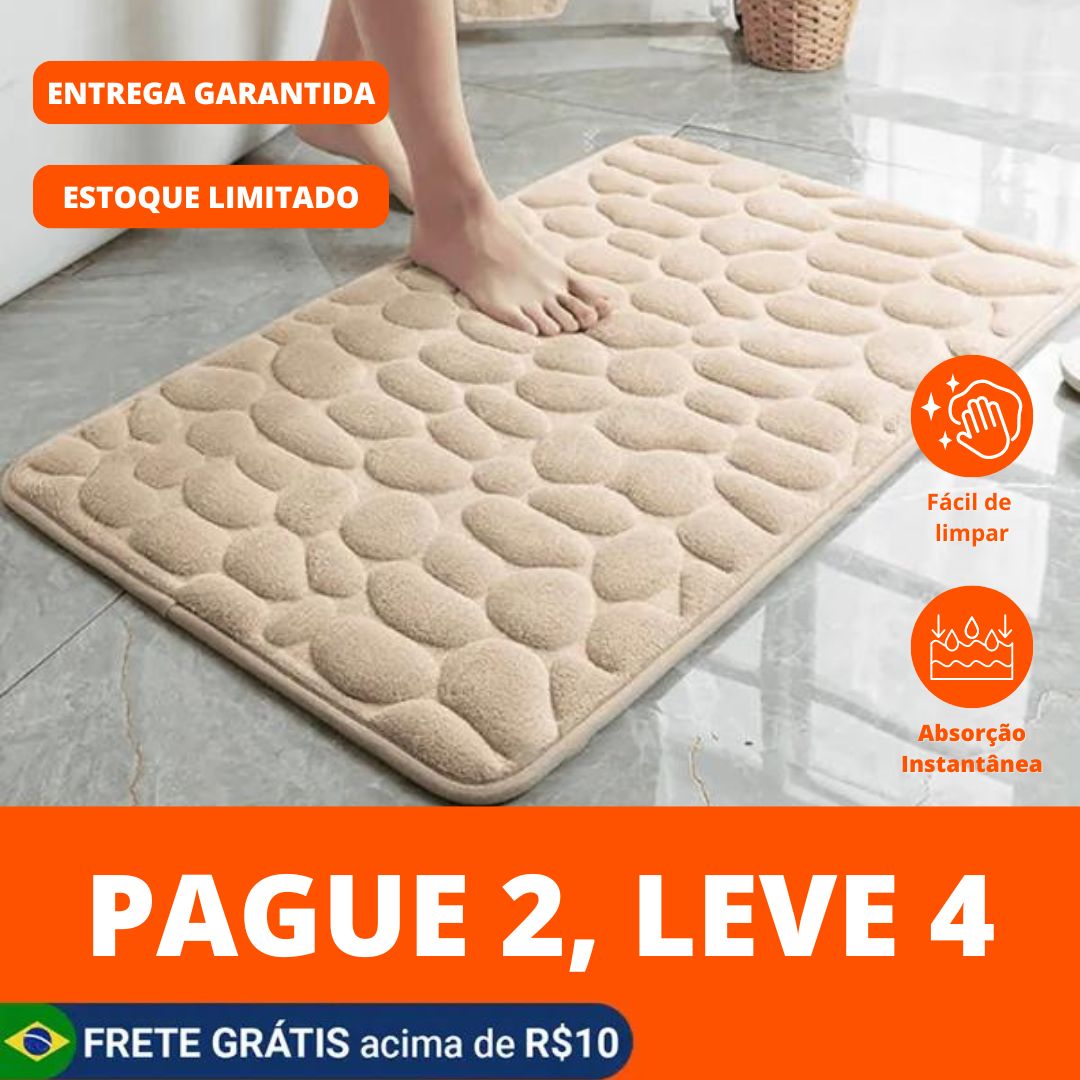 ENTREGA GARANTIDA
ESTOQUE LIMITADO
Fácil de
limpar
Absorção
Instantânea
PAGUE 2, LEVE 4
FRETE GRÁTIS acima de R$10